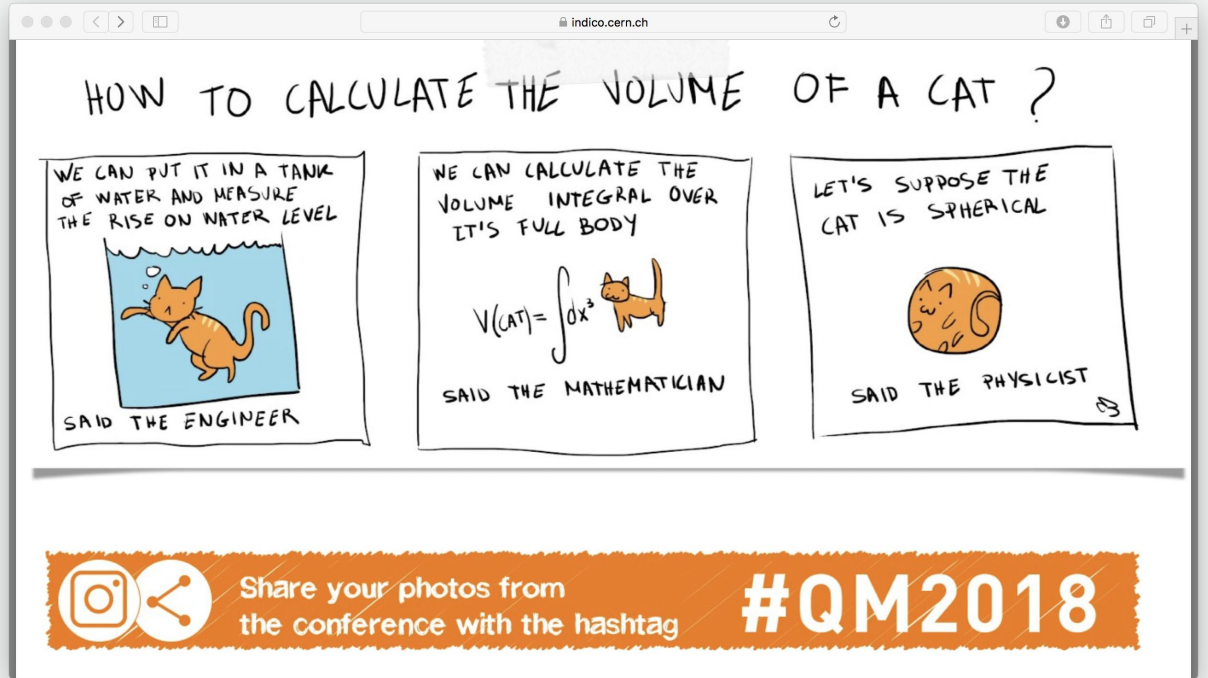 indico.cern.ch
HOW TO CALCULATE THE VOLUME OF A CAT ?
WE CAN PUT IT IN A TANK
OF WATER AND MEASURE
THE RISE ON WATER LEVEL
SAID THE ENGINEER
WE CAN CALCULATE THE
VOLUME INTEGRAL OVER
IT'S FULL BODY
V(CAT)=∫dx³
SAID THE MATHEMATICIAN
LET'S SUPPOSE THE
CAT IS SPHERICAL
SAID THE PHYSICIST
Share your photos from
the conference with the hashtag
#QM2018